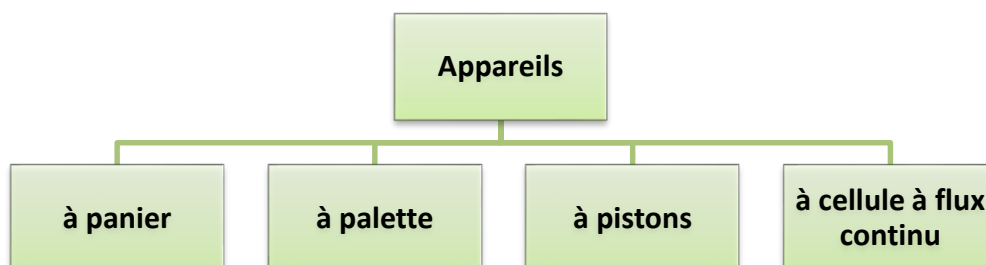 Appareils
à panier
à palette
à pistons
à cellule à flux
continu